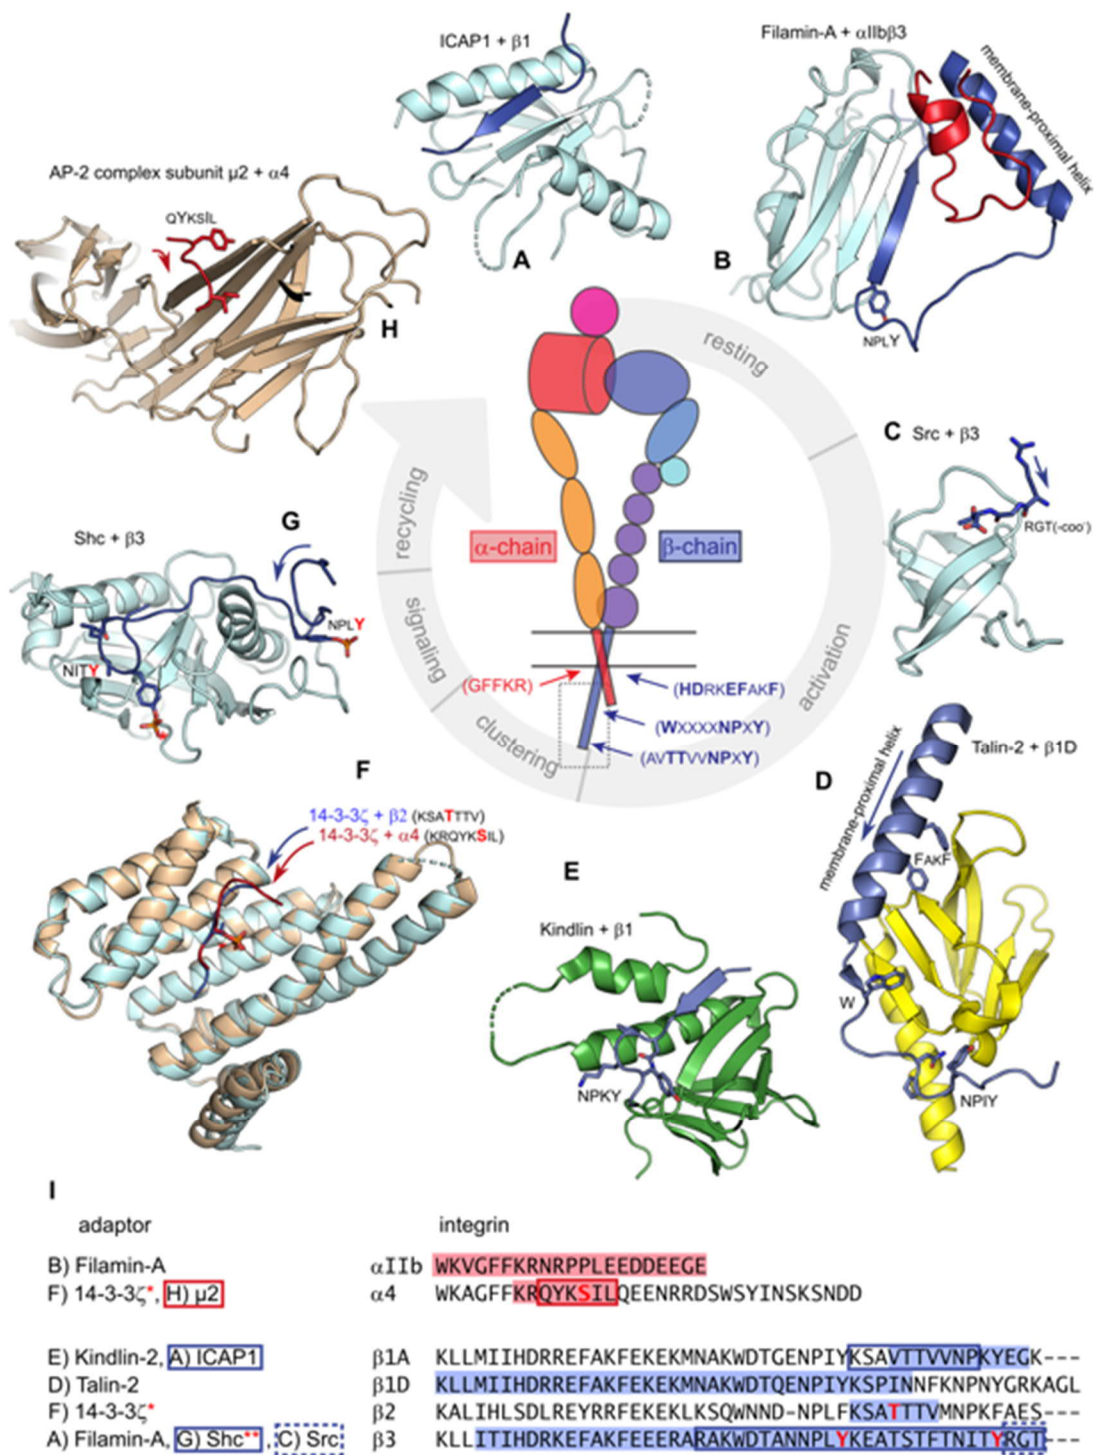 ICAP1 + β1
A
Filamin-A + αIIbβ3
membrane-proximal helix
NPLY
B
AP-2 complex subunit μ2 + α4
QYKSIL
H
resting
activation
clustering
signaling
recycling
α-chain
β-chain
(GFFKR)
(HDRKEFAKF)
(WXXXXNPXY)
(AVTTVVNPXY)
C
Src + β3
RGT(-coo-)
G
Shc + β3
NPLY
NITY
D
Talin-2 + β1D
membrane-proximal helix
FAKF
W
NPIY
F
14-3-3ζ + β2 (KSATTTV)
14-3-3ζ + α4 (KRQYKSIL)
E
Kindlin + β1
NPKY
I
adaptor integrin
B) Filamin-A αIIb WKVGFFKRNRPPLEEDDEEGE
F) 14-3-3ζ*, H) μ2 α4 WKAGFFKRQYKSILQEENRRDSWSYINSKSNDD
E) Kindlin-2, A) ICAP1 β1A KLLMIIHDRREFAKFEKEKMNAKWDTGENPIYKSAVTTVVNPKYEGK---
D) Talin-2 β1D KLLMIIHDRREFAKFEKEKMNAKWDTQENPIYKSPINNFKNPNYGRKAGL
F) 14-3-3ζ* β2 KALIHLSDLREYRRFEKEKLKSQWNND-NPLFKSATTTVMNPKFAES---
A) Filamin-A, G) Shc**, C) Src β3 KLLITIHDRKEFAKFEEERARAKWDTANNPLYKEATSTFTNITYRGT